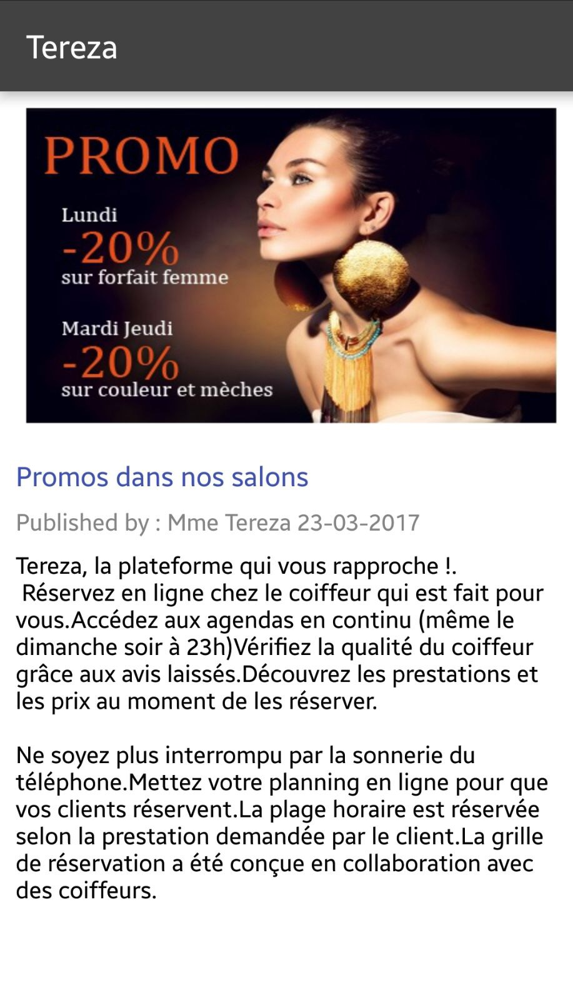 Tereza
PROMO
Lundi
-20%
sur forfait femme
Mardi Jeudi
-20%
sur couleur et mèches
Promos dans nos salons
Published by : Mme Tereza 23-03-2017
Tereza, la plateforme qui vous rapproche !.
Réservez en ligne chez le coiffeur qui est fait pour
vous.Accédez aux agendas en continu (même le
dimanche soir à 23h)Vérifiez la qualité du coiffeur
grâce aux avis laissés.Découvrez les prestations et
les prix au moment de les réserver.
Ne soyez plus interrompu par la sonnerie du
téléphone.Mettez votre planning en ligne pour que
vos clients réservent.La plage horaire est réservée
selon la prestation demandée par le client.La grille
de réservation a été conçue en collaboration avec
des coiffeurs.